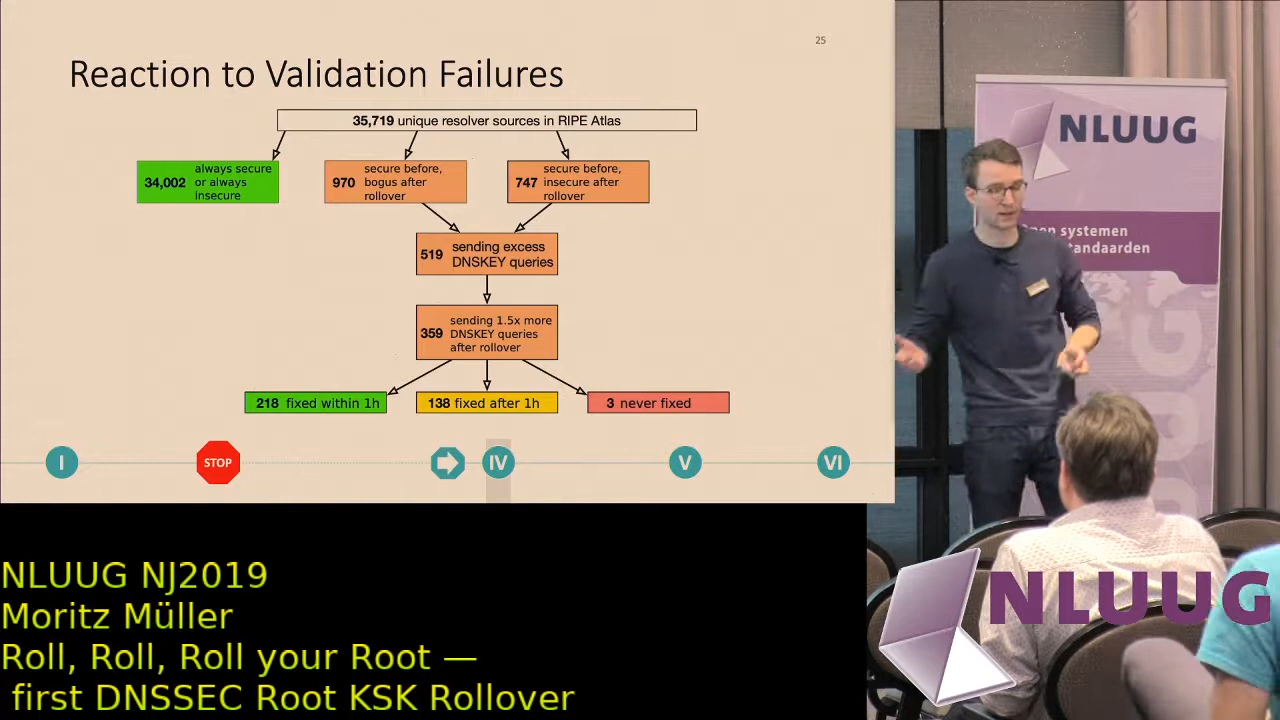 25
Reaction to Validation Failures
35,719 unique resolver sources in RIPE Atlas
34,002 always secure
or always
insecure
970 secure before,
bogus after
rollover
747 secure before,
insecure after
rollover
519 sending excess
DNSKEY queries
359 sending 1.5x more
DNSKEY queries
after rollover
218 fixed within 1h
138 fixed after 1h
3 never fixed
I
STOP
IV
V
VI
NLUUG
systemen
standaarden
NLUUG NJ2019
Moritz Müller
Roll, Roll, Roll your Root —
first DNSSEC Root KSK Rollover
NLUUG